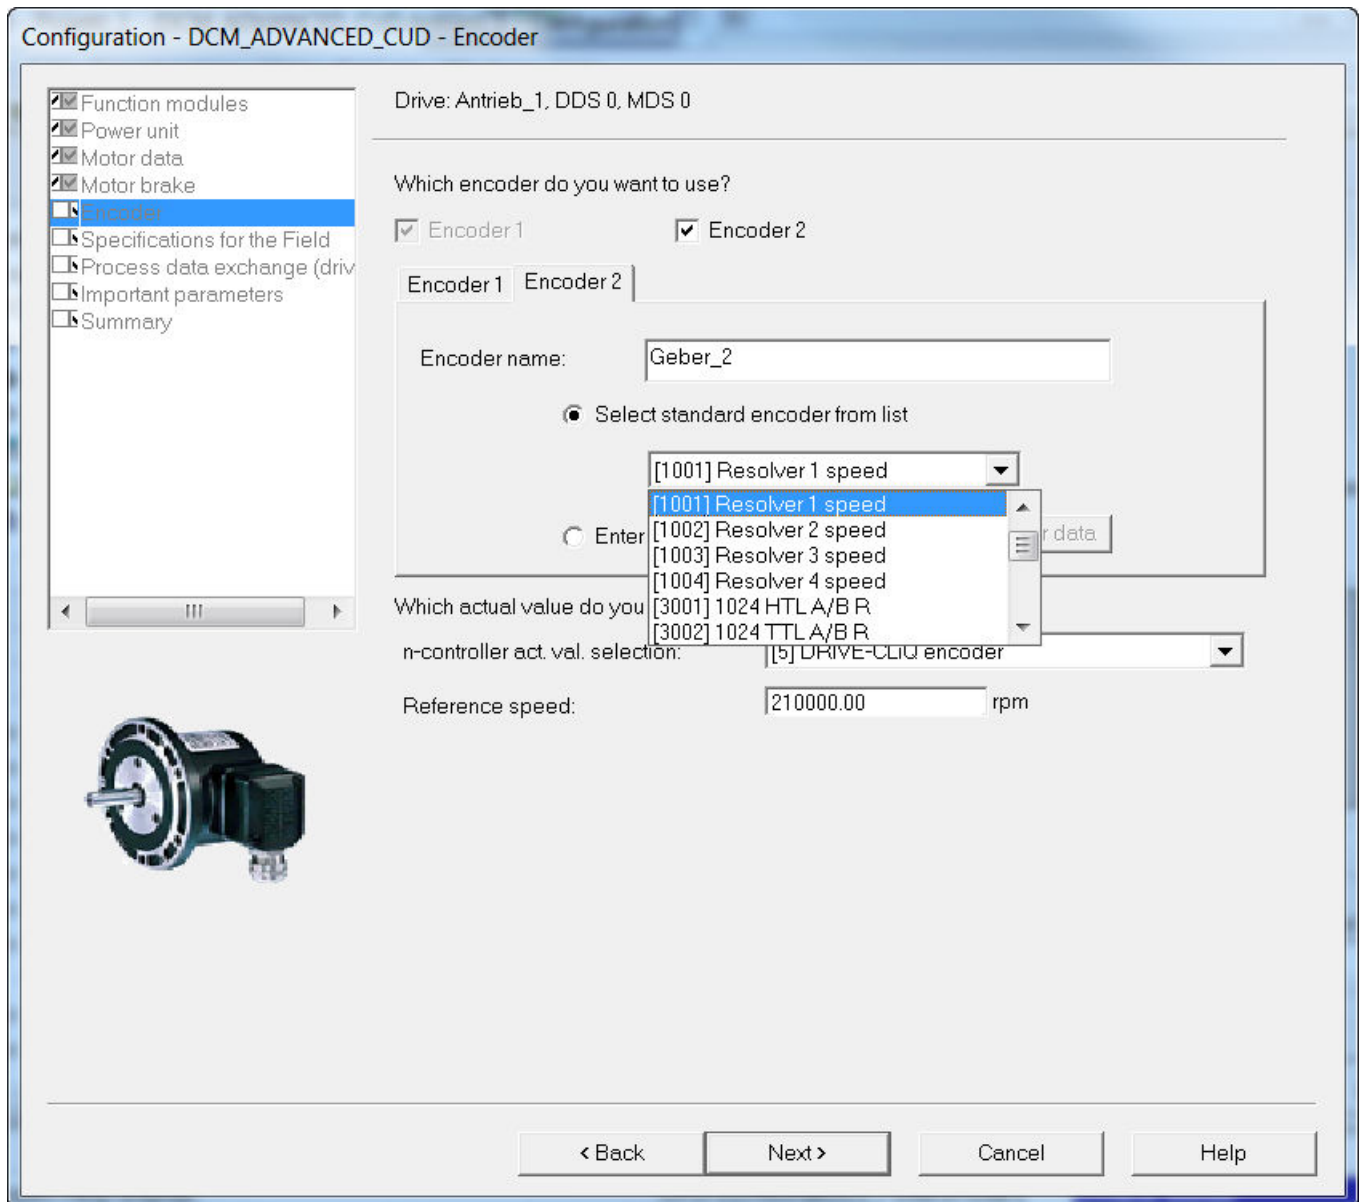 Configuration - DCM_ADVANCED_CUD - Encoder
Function modules
Power unit
Motor data
Motor brake
Encoder
Specifications for the Field
Process data exchange (driv
Important parameters
Summary
Drive: Antrieb_1, DDS 0, MDS 0
Which encoder do you want to use?
Encoder 1
Encoder 2
Encoder 1
Encoder 2
Encoder name:
Geber_2
Select standard encoder from list
[1001] Resolver 1 speed
[1001] Resolver 1 speed
[1002] Resolver 2 speed
[1003] Resolver 3 speed
[1004] Resolver 4 speed
[3001] 1024 HTL A/B R
[3002] 1024 TTL A/B R
Enter
r data
Which actual value do you
n-controller act. val. selection:
[5] DRIVE-CLiQ encoder
Reference speed:
210000.00
rpm
< Back
Next >
Cancel
Help